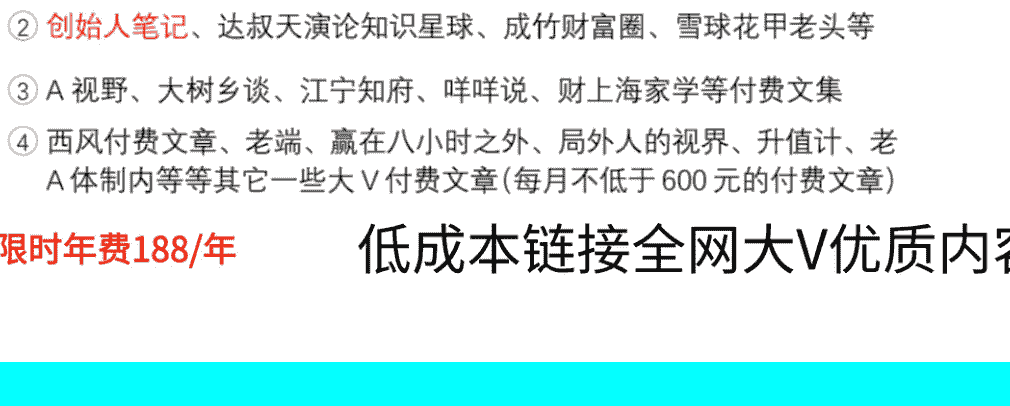 ② 创始人笔记、达叔天演论知识星球、成竹财富圈、雪球花甲老头等
③ A 视野、大树乡谈、江宁知府、咩咩说、财上海家学等付费文集
④ 西风付费文章、老端、赢在八小时之外、局外人的视界、升值计、老
A 体制内等等其它一些大 V 付费文章（每月不低于 600 元的付费文章）
限时年费188/年
低成本链接全网大V优质内容